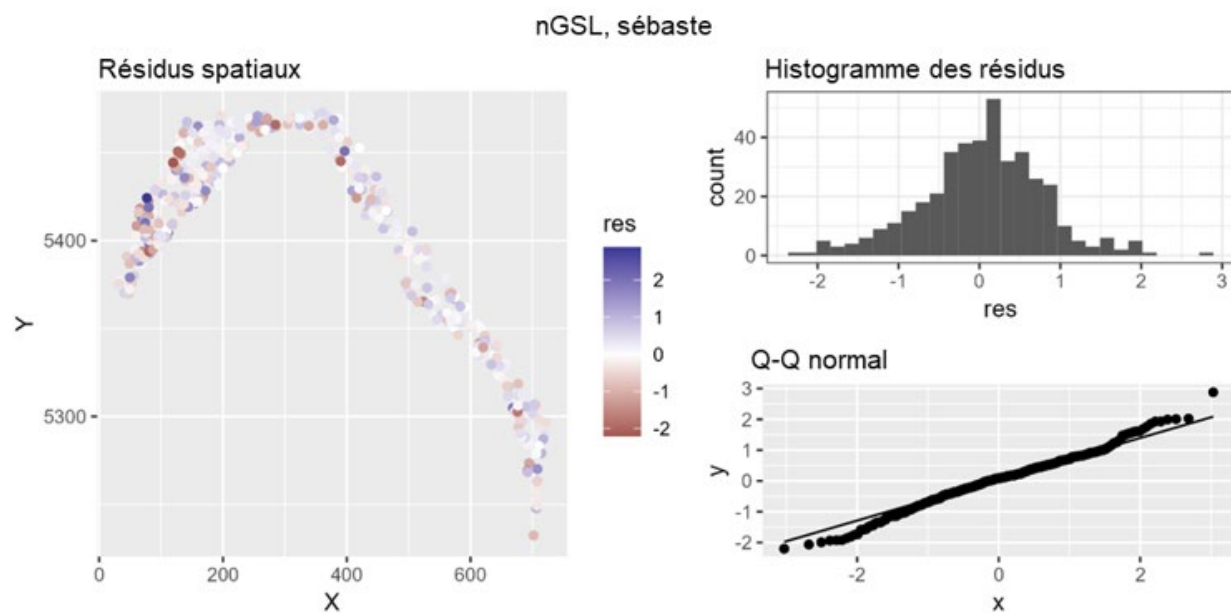 nGSL, sébaste
Résidus spatiaux
5400
5300
Y
0
200
400
600
X
res
2
1
0
-1
-2
Histogramme des résidus
40
20
0
count
-2
-1
0
1
2
3
res
Q-Q normal
3
2
1
0
-1
-2
y
-2
0
2
x